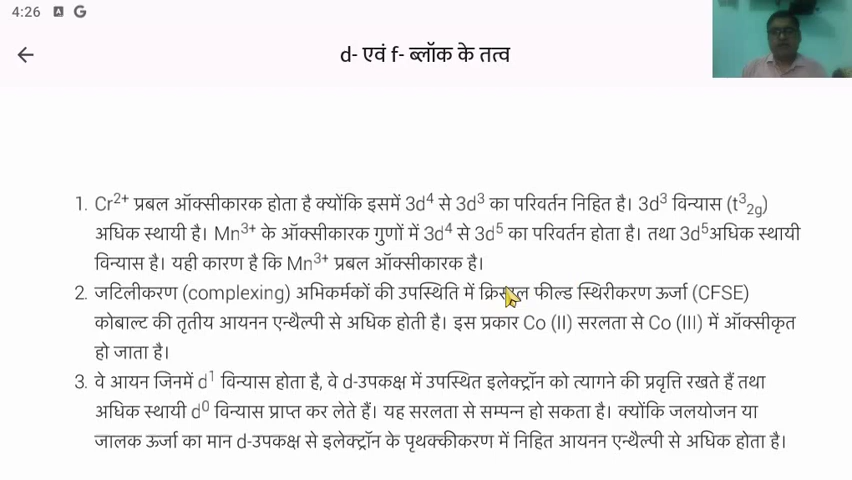 4:26
d- एवं f- ब्लॉक के तत्व
1. Cr²⁺ प्रबल ऑक्सीकारक होता है क्योंकि इसमें 3d⁴ से 3d³ का परिवर्तन निहित है। 3d³ विन्यास (t³₂g)
अधिक स्थायी है। Mn³⁺ के ऑक्सीकारक गुणों में 3d⁴ से 3d⁵ का परिवर्तन होता है। तथा 3d⁵अधिक स्थायी
विन्यास है। यही कारण है कि Mn³⁺ प्रबल ऑक्सीकारक है।
2. जटिलीकरण (complexing) अभिकर्मकों की उपस्थिति में फील्ड स्थिरीकरण ऊर्जा (CFSE)
कोबाल्ट की तृतीय आयनन एन्थैल्पी से अधिक होती है। इस प्रकार Co (II) सरलता से Co (III) में ऑक्सीकृत
हो जाता है।
3. वे आयन जिनमें d¹ विन्यास होता है, वे d-उपकक्ष में उपस्थित इलेक्ट्रॉन को त्यागने की प्रवृत्ति रखते हैं तथा
अधिक स्थायी d⁰ विन्यास प्राप्त कर लेते हैं। यह सरलता से सम्पन्न हो सकता है। क्योंकि जलयोजन या
जालक ऊर्जा का मान d-उपकक्ष से इलेक्ट्रॉन के पृथक्कीकरण में निहित आयनन एन्थैल्पी से अधिक होता है।